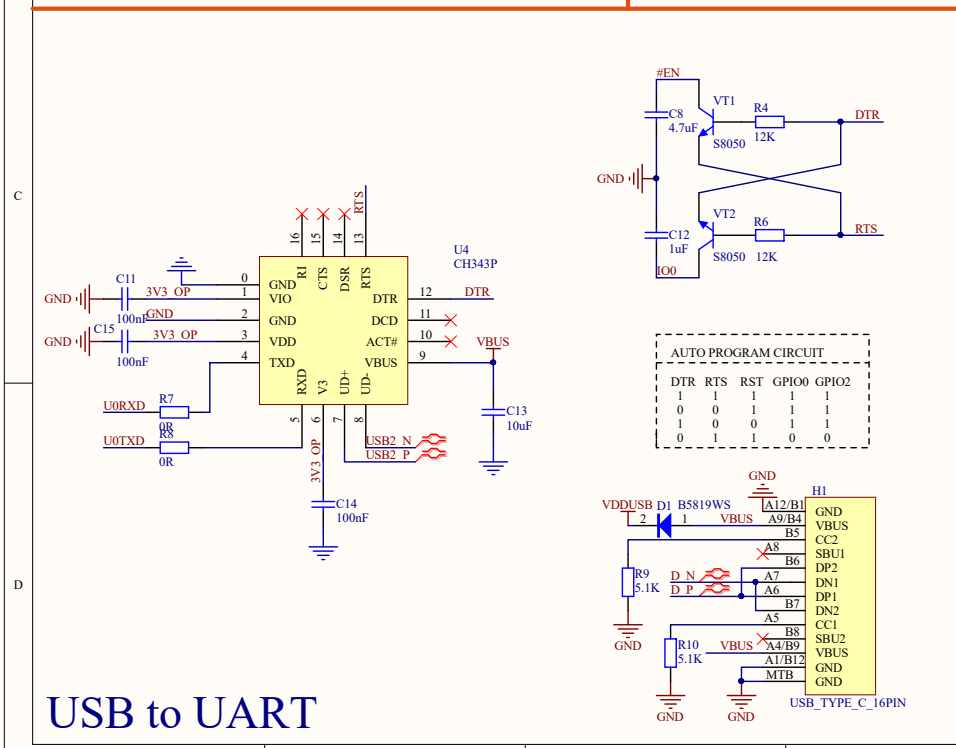 #EN
C8
4.7uF
VT1
S8050
R4
12K
DTR
GND
C12
1uF
IO0
VT2
S8050
R6
12K
RTS
C
RTS
16
15
14
13
RI
CTS
DSR
RTS
U4
CH343P
C11
GND
3V3_OP
100nF
GND
C15
GND
3V3_OP
100nF
0
1
2
3
4
GND
VIO
GND
VDD
TXD
DTR
DCD
ACT#
VBUS
12
11
10
9
DTR
VBUS
C13
10uF
RXD
V3
UD+
UD-
5
6
7
8
U0RXD
R7
0R
U0TXD
R8
0R
3V3_OP
USB2_N
USB2_P
C14
100nF
AUTO PROGRAM CIRCUIT
DTR RTS RST GPIO0 GPIO2
1 1 1 1 1
0 0 1 1 1
1 0 0 1 1
0 1 1 0 0
D
GND
H1
VDDUSB
D1
B5819WS
2
1
VBUS
A12/B1 GND
A9/B4 VBUS
B5 CC2
A8 SBU1
B6 DP2
A7 DN1
A6 DP1
B7 DN2
A5 CC1
B8 SBU2
A4/B9 VBUS
A1/B12 GND
MTB GND
R9
5.1K
GND
D_N
D_P
R10
5.1K
VBUS
GND
GND
USB_TYPE_C_16PIN
USB to UART